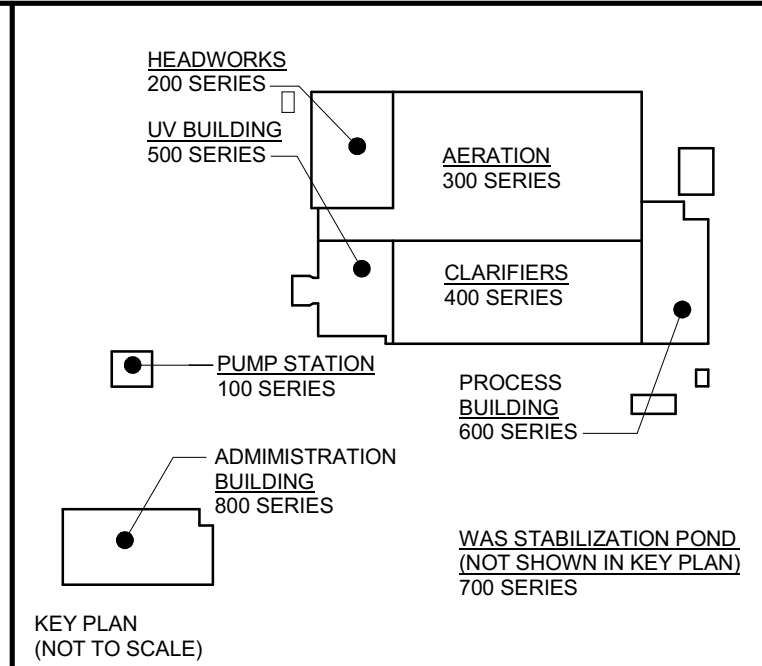 HEADWORKS
200 SERIES
UV BUILDING
500 SERIES
AERATION
300 SERIES
CLARIFIERS
400 SERIES
PUMP STATION
100 SERIES
PROCESS
BUILDING
600 SERIES
ADMIMISTRATION
BUILDING
800 SERIES
WAS STABILIZATION POND
(NOT SHOWN IN KEY PLAN)
700 SERIES
KEY PLAN
(NOT TO SCALE)